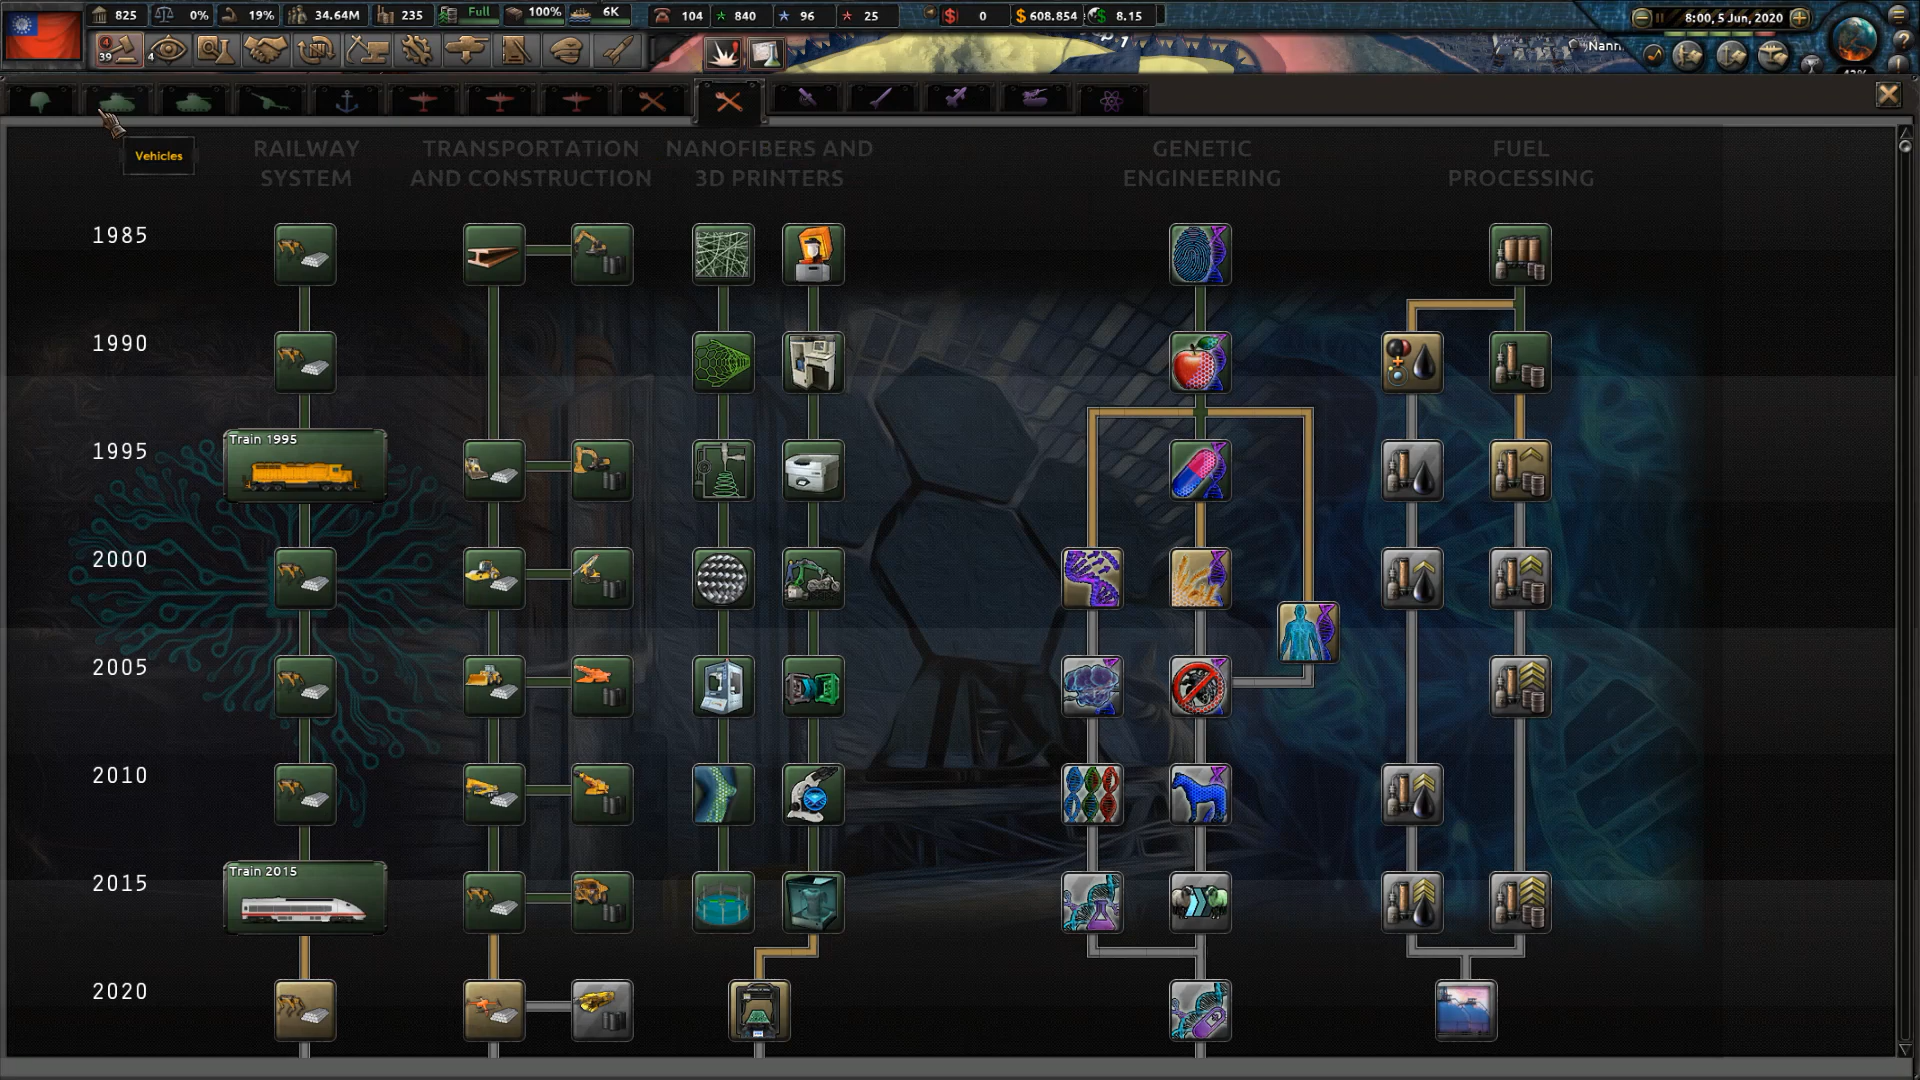 825
0%
19%
34.64M
235
Full
100%
6K
104
840
96
25
0
608.854
8.15
8:00, 5 Jun, 2020
39
4
1
Vehicles
RAILWAY
SYSTEM
TRANSPORTATION
AND CONSTRUCTION
NANOFIBERS AND
3D PRINTERS
GENETIC
ENGINEERING
FUEL
PROCESSING
1985
1990
Train 1995
1995
2000
2005
2010
Train 2015
2015
2020